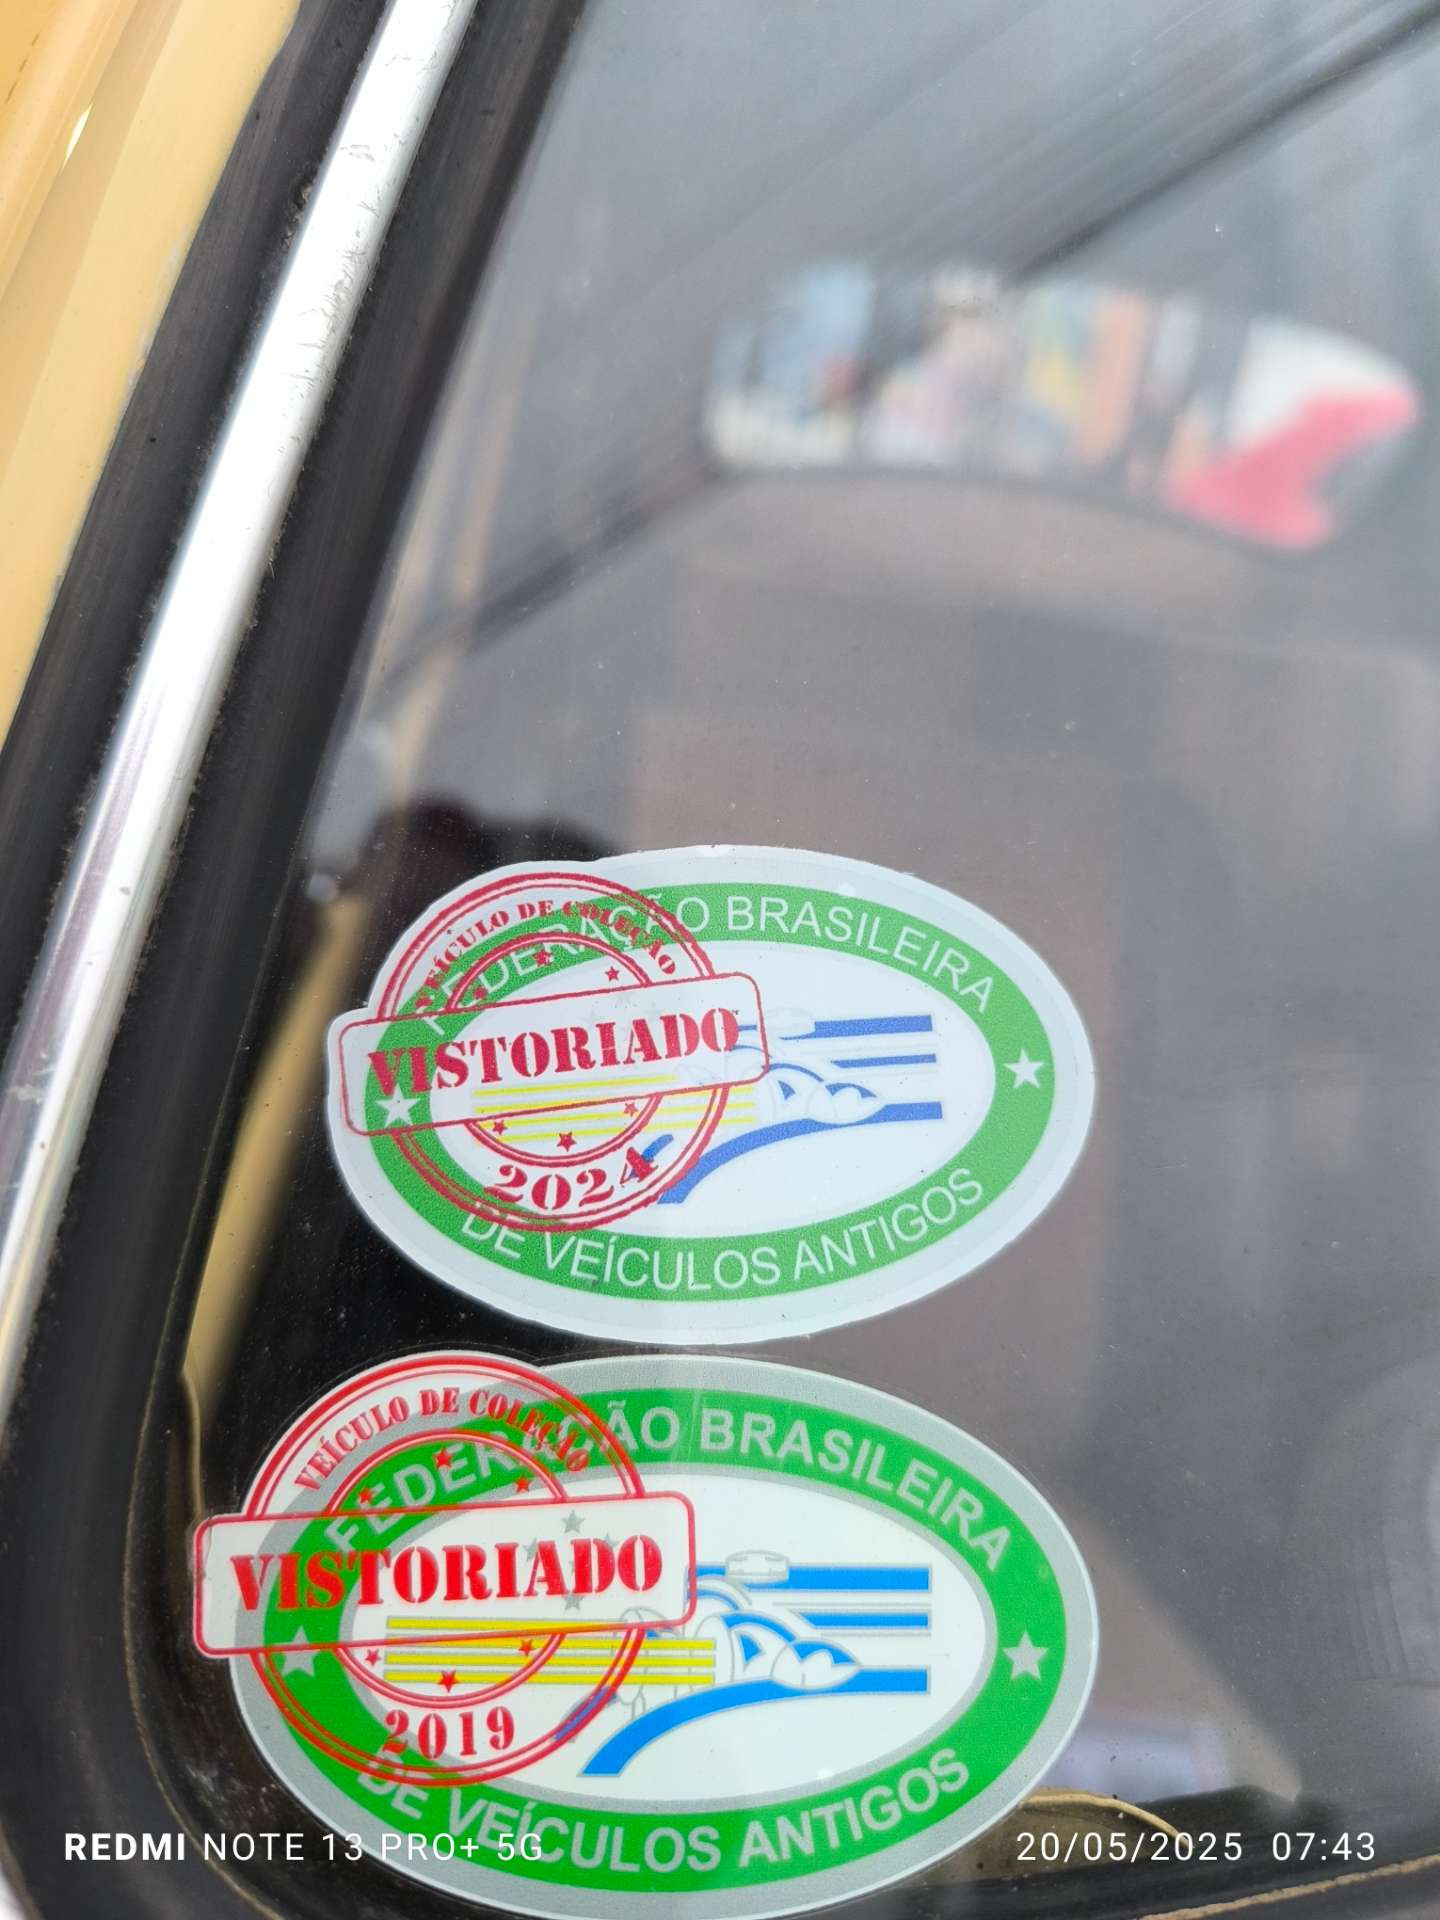 VEÍCULO DE COLEÇÃO
FEDERAÇÃO BRASILEIRA
VISTORIADO
2024
DE VEÍCULOS ANTIGOS
VEÍCULO DE COLEÇÃO
FEDERAÇÃO BRASILEIRA
VISTORIADO
2019
DE VEÍCULOS ANTIGOS
REDMI NOTE 13 PRO+ 5G
20/05/2025 07:43